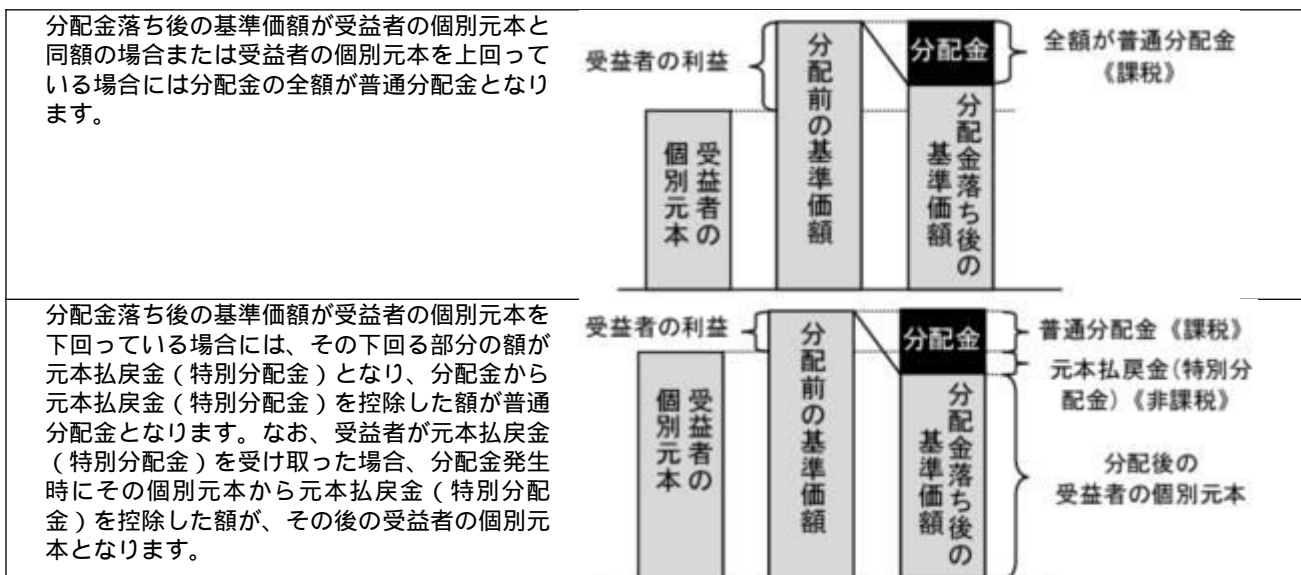 分配金落ち後の基準価額が受益者の個別元本と
同額の場合または受益者の個別元本を上回って
いる場合には分配金の全額が普通分配金となり
ます。
受益者の利益
受益者の
個別元本
分配前の基準価額
分配金
分配金落ち後の
基準価額
全額が普通分配金
《課税》
分配金落ち後の基準価額が受益者の個別元本を
下回っている場合には、その下回る部分の額が
元本払戻金(特別分配金)となり、分配金から
元本払戻金(特別分配金)を控除した額が普通
分配金となります。なお、受益者が元本払戻金
(特別分配金)を受け取った場合、分配金発生
時にその個別元本から元本払戻金(特別分配
金)を控除した額が、その後の受益者の個別元
本となります。
受益者の利益
受益者の
個別元本
分配前の基準価額
分配金
分配金落ち後の
基準価額
普通分配金《課税》
元本払戻金(特別分
配金)《非課税》
分配後の
受益者の個別元本